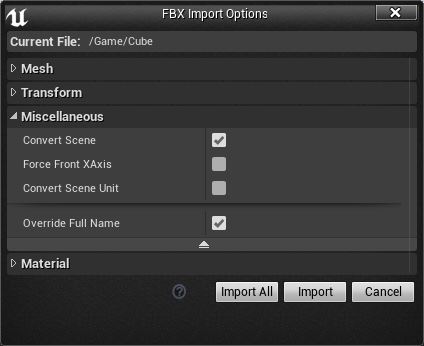 FBX Import Options
Current File: /Game/Cube
Mesh
Transform
Miscellaneous
Convert Scene
Force Front XAxis
Convert Scene Unit
Override Full Name
Material
? Import All Import Cancel